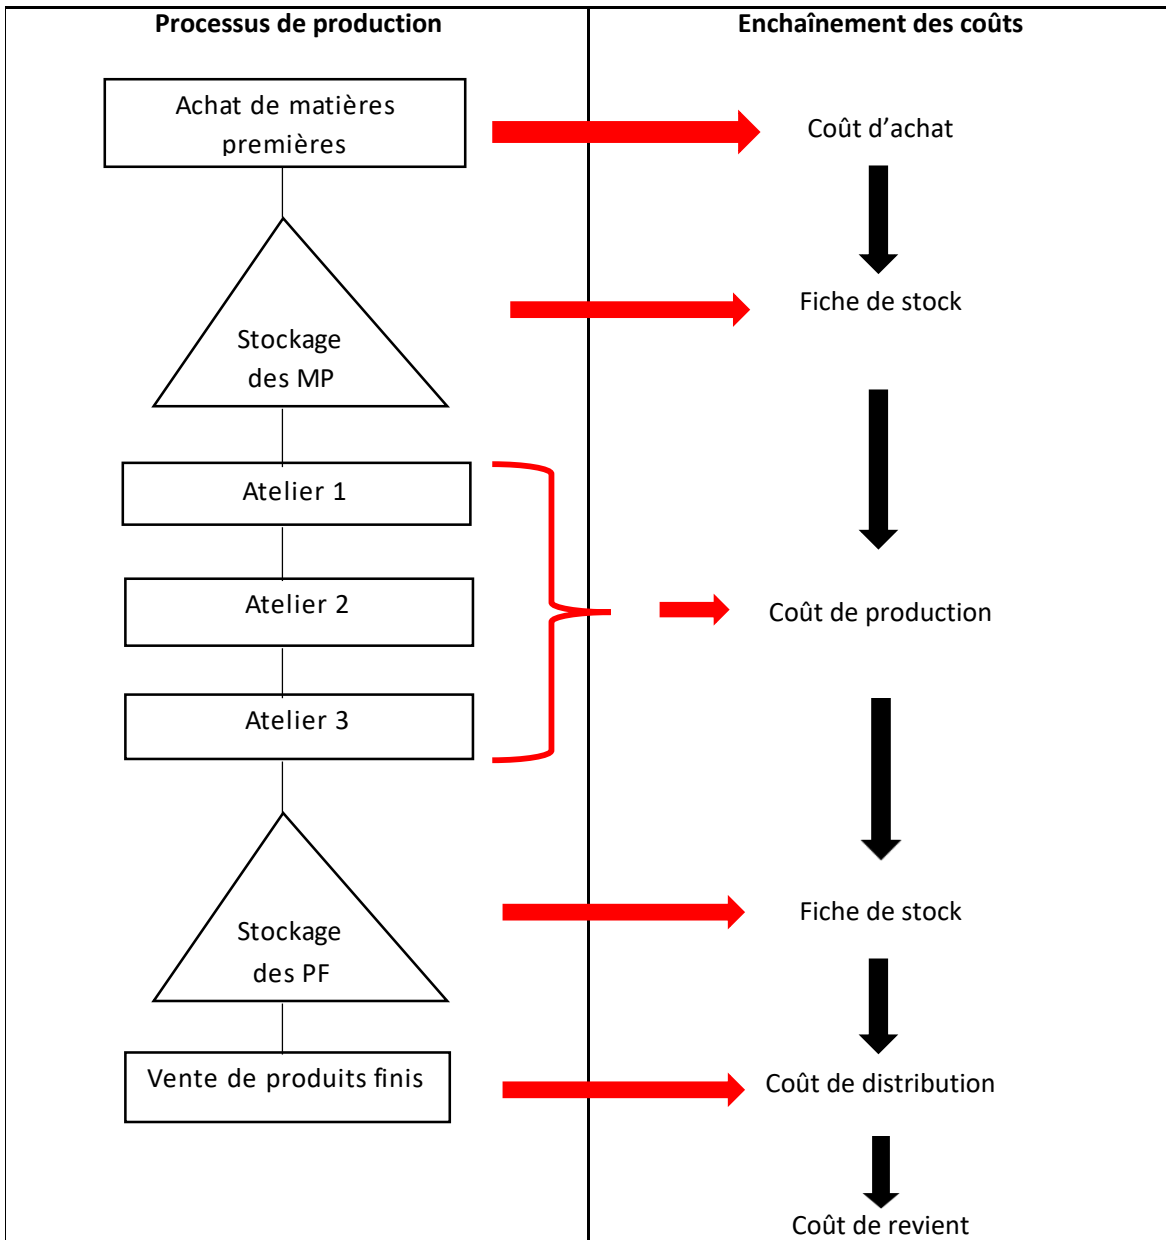 Processus de production
Enchaînement des coûts
Achat de matières
premières
Coût d’achat
Stockage
des MP
Fiche de stock
Atelier 1
Atelier 2
Atelier 3
Coût de production
Stockage
des PF
Fiche de stock
Vente de produits finis
Coût de distribution
Coût de revient